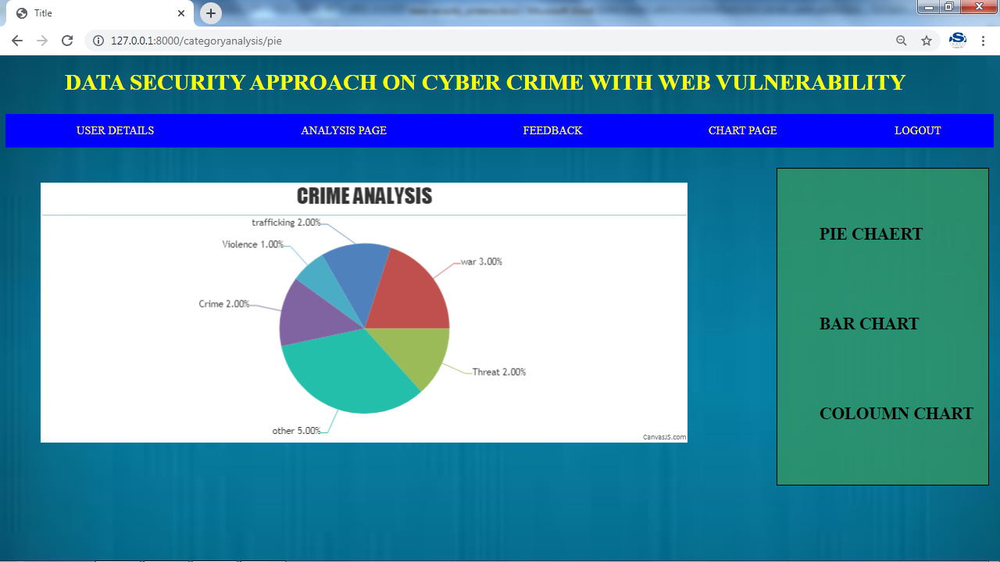 Title
127.0.0.1:8000/categoryanalysis/pie
DATA SECURITY APPROACH ON CYBER CRIME WITH WEB VULNERABILITY
USER DETAILS ANALYSIS PAGE FEEDBACK CHART PAGE LOGOUT
CRIME ANALYSIS
trafficking 2.00%
Violence 1.00%
war 3.00%
Crime 2.00%
Threat 2.00%
other 5.00%
CanvasJS.com
PIE CHAERT
BAR CHART
COLOUMN CHART